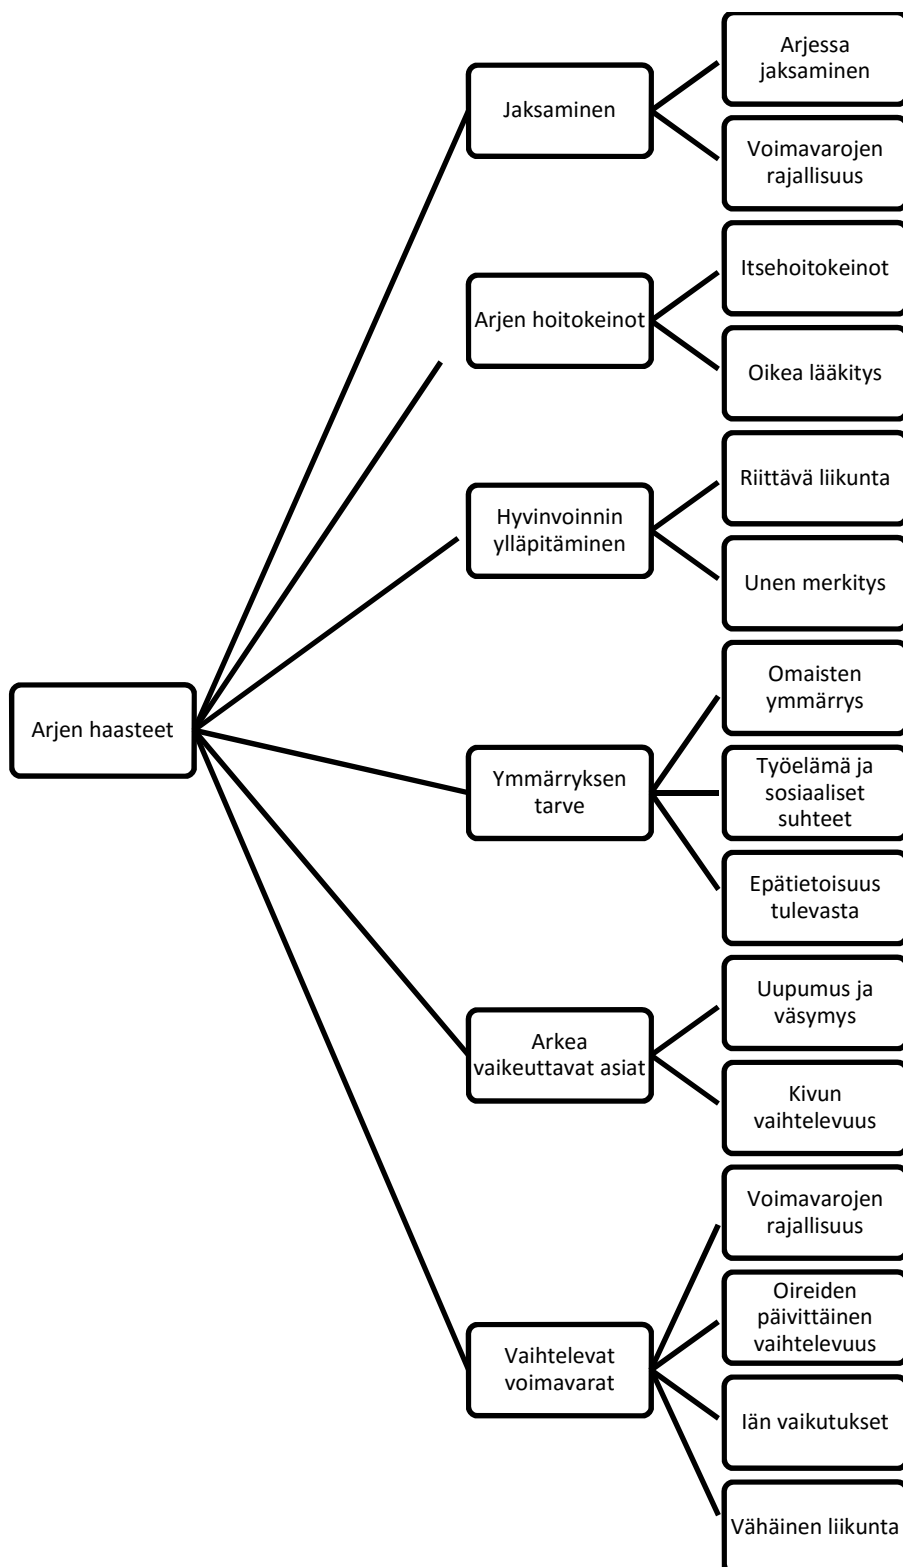 Arjen haasteet
Jaksaminen
Arjessa
jaksaminen
Voimavarojen
rajallisuus
Arjen hoitokeinot
Itsehoitokeinot
Oikea lääkitys
Hyvinvoinnin
ylläpitäminen
Riittävä liikunta
Unen merkitys
Ymmärryksen
tarve
Omaisten
ymmärrys
Työelämä ja
sosiaaliset
suhteet
Epätietoisuus
tulevasta
Arkea
vaikeuttavat asiat
Uupumus ja
väsymys
Kivun
vaihtelevuus
Vaihtelevat
voimavarat
Voimavarojen
rajallisuus
Oireiden
päivittäinen
vaihtelevuus
Iän vaikutukset
Vähäinen liikunta